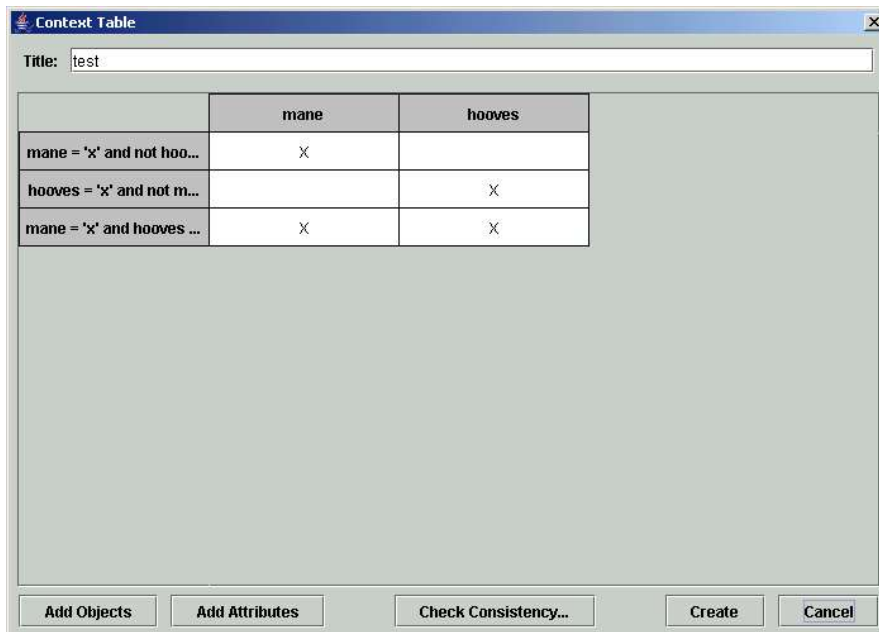 Context Table
Title: test
mane hooves
mane = 'x' and not hoo... X
hooves = 'x' and not m... X
mane = 'x' and hooves ... X X
Add Objects Add Attributes Check Consistency... Create Cancel